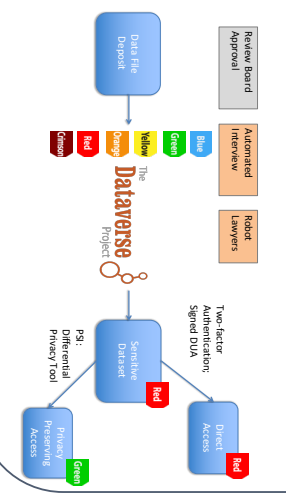 Review Board
Approval
Automated
Interview
Robot
Lawyers
Data File
Deposit
Blue
Green
Yellow
Orange
Red
Crimson
The
Dataverse
Project
Two-factor
Authentication;
Signed DUA
Sensitive
Dataset
Red
PSI:
Differential
Privacy Tool
Direct
Access
Red
Privacy
Preserving
Access
Green